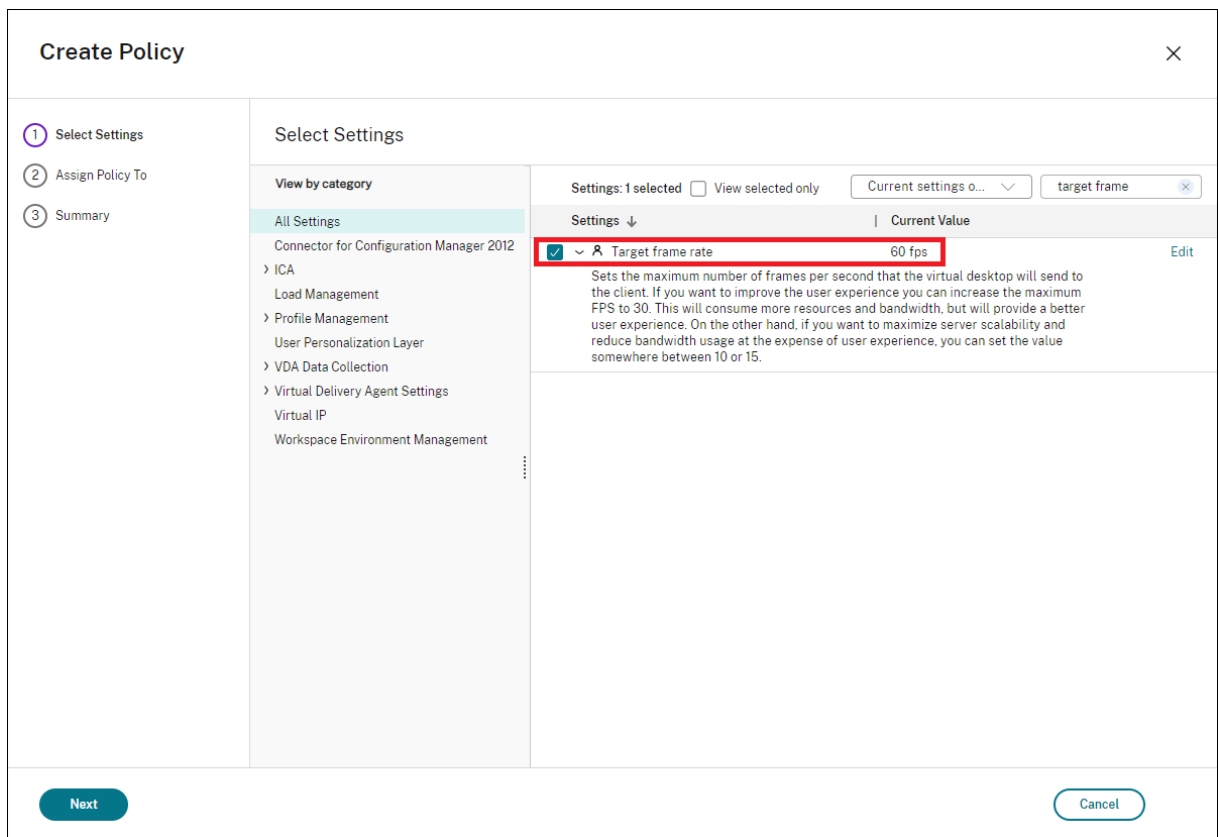 Create Policy
1 Select Settings
2 Assign Policy To
3 Summary
Select Settings
View by category
All Settings
Connector for Configuration Manager 2012
ICA
Load Management
Profile Management
User Personalization Layer
VDA Data Collection
Virtual Delivery Agent Settings
Virtual IP
Workspace Environment Management
Settings: 1 selected View selected only Current settings o... target frame
Settings Current Value
Target frame rate 60 fps Edit
Sets the maximum number of frames per second that the virtual desktop will send to
the client. If you want to improve the user experience you can increase the maximum
FPS to 30. This will consume more resources and bandwidth, but will provide a better
user experience. On the other hand, if you want to maximize server scalability and
reduce bandwidth usage at the expense of user experience, you can set the value
somewhere between 10 or 15.
Next Cancel